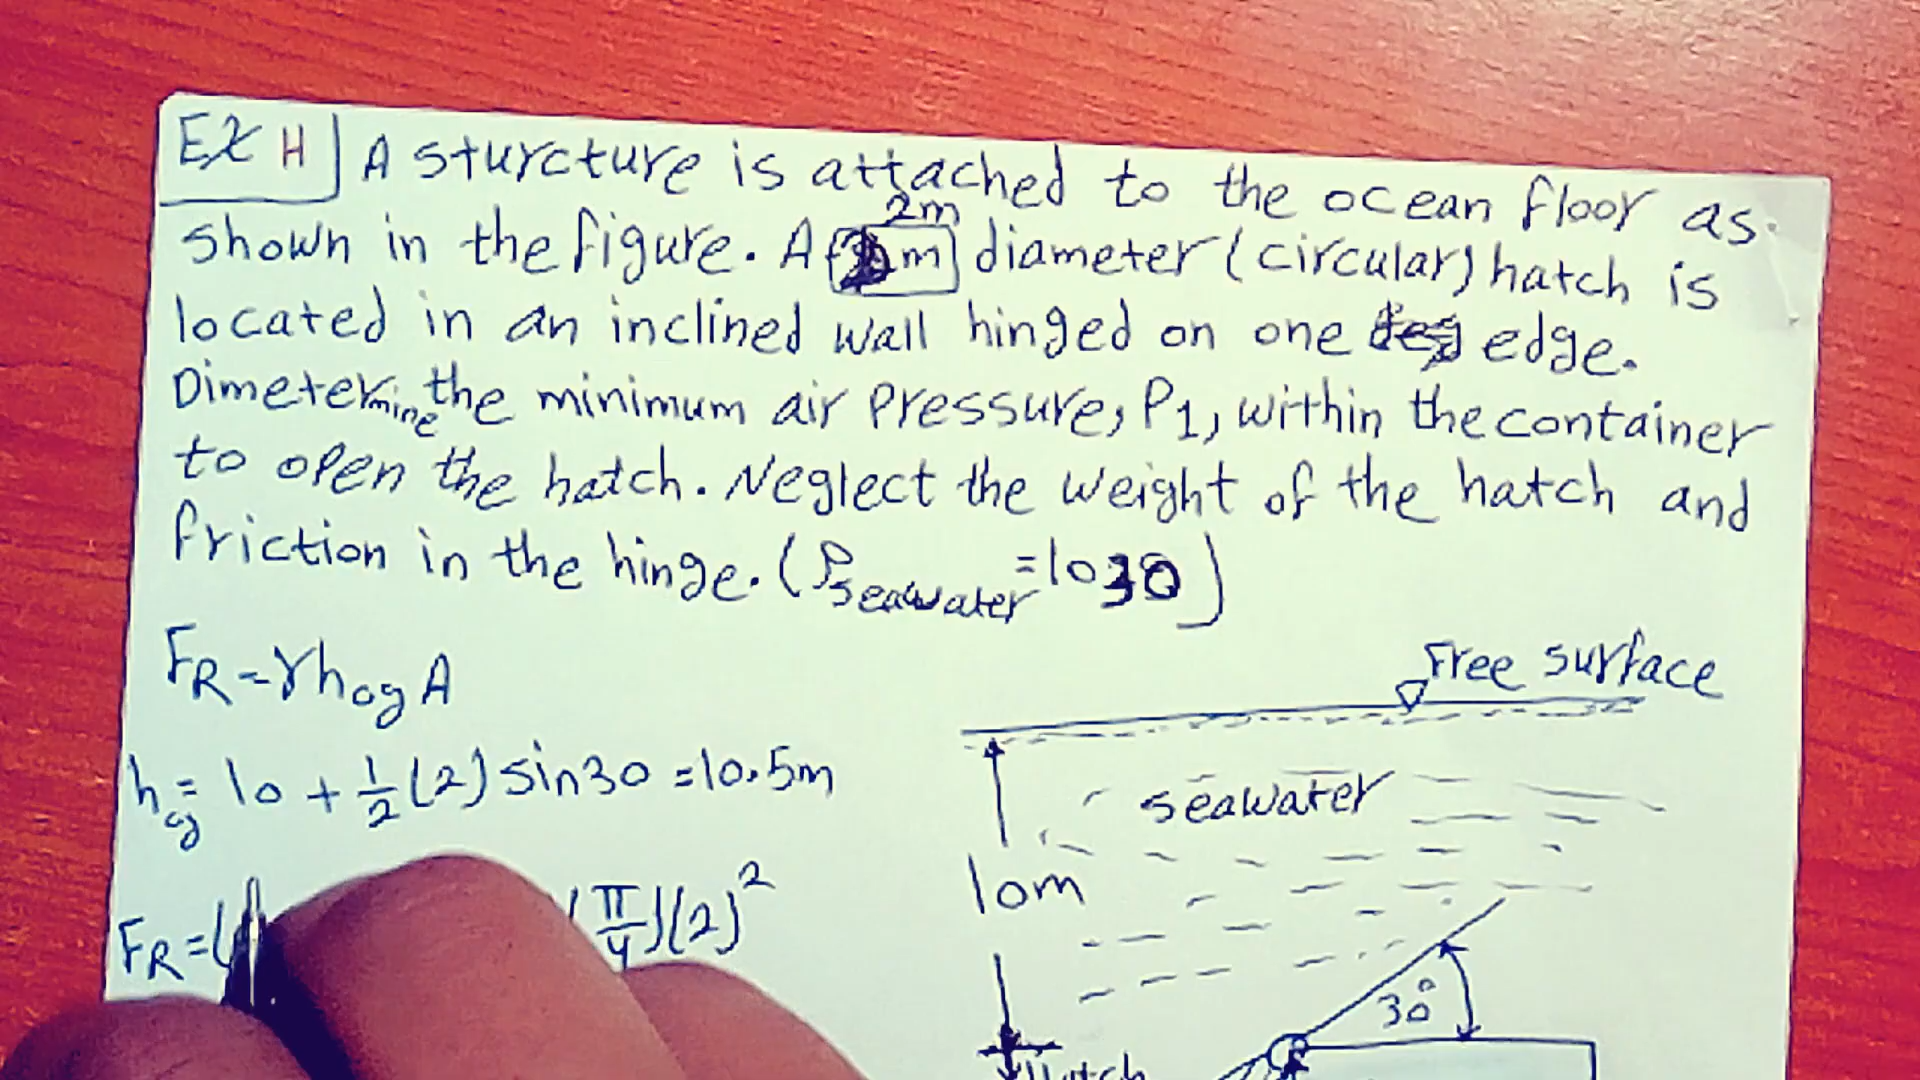 EX H A sturcture is attached to the ocean floor as
2m
shown in the figure. A m diameter (circular) hatch is
located in an inclined wall hinged on one edge.
Dimetermine the minimum air Pressure, P1, within the container
to open the hatch. Neglect the weight of the hatch and
friction in the hinge. (ρseawater = 1030)
FR = γhcgA
hg = 10 + 1/2 (2) sin30 = 10.5m
FR = ( (π/4)(2)²
Free surface
seawater
10m
30°
Hatch